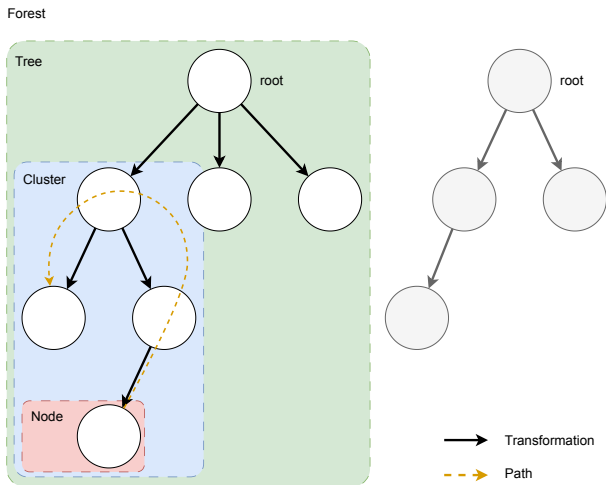 Forest
Tree
root
root
Cluster
Node
Transformation
Path